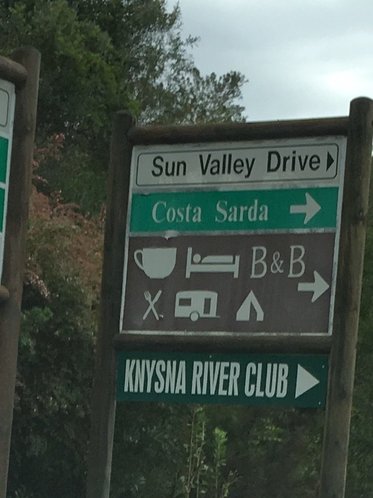 Sun Valley Drive
Costa Sarda
B&B
KNYSNA RIVER CLUB